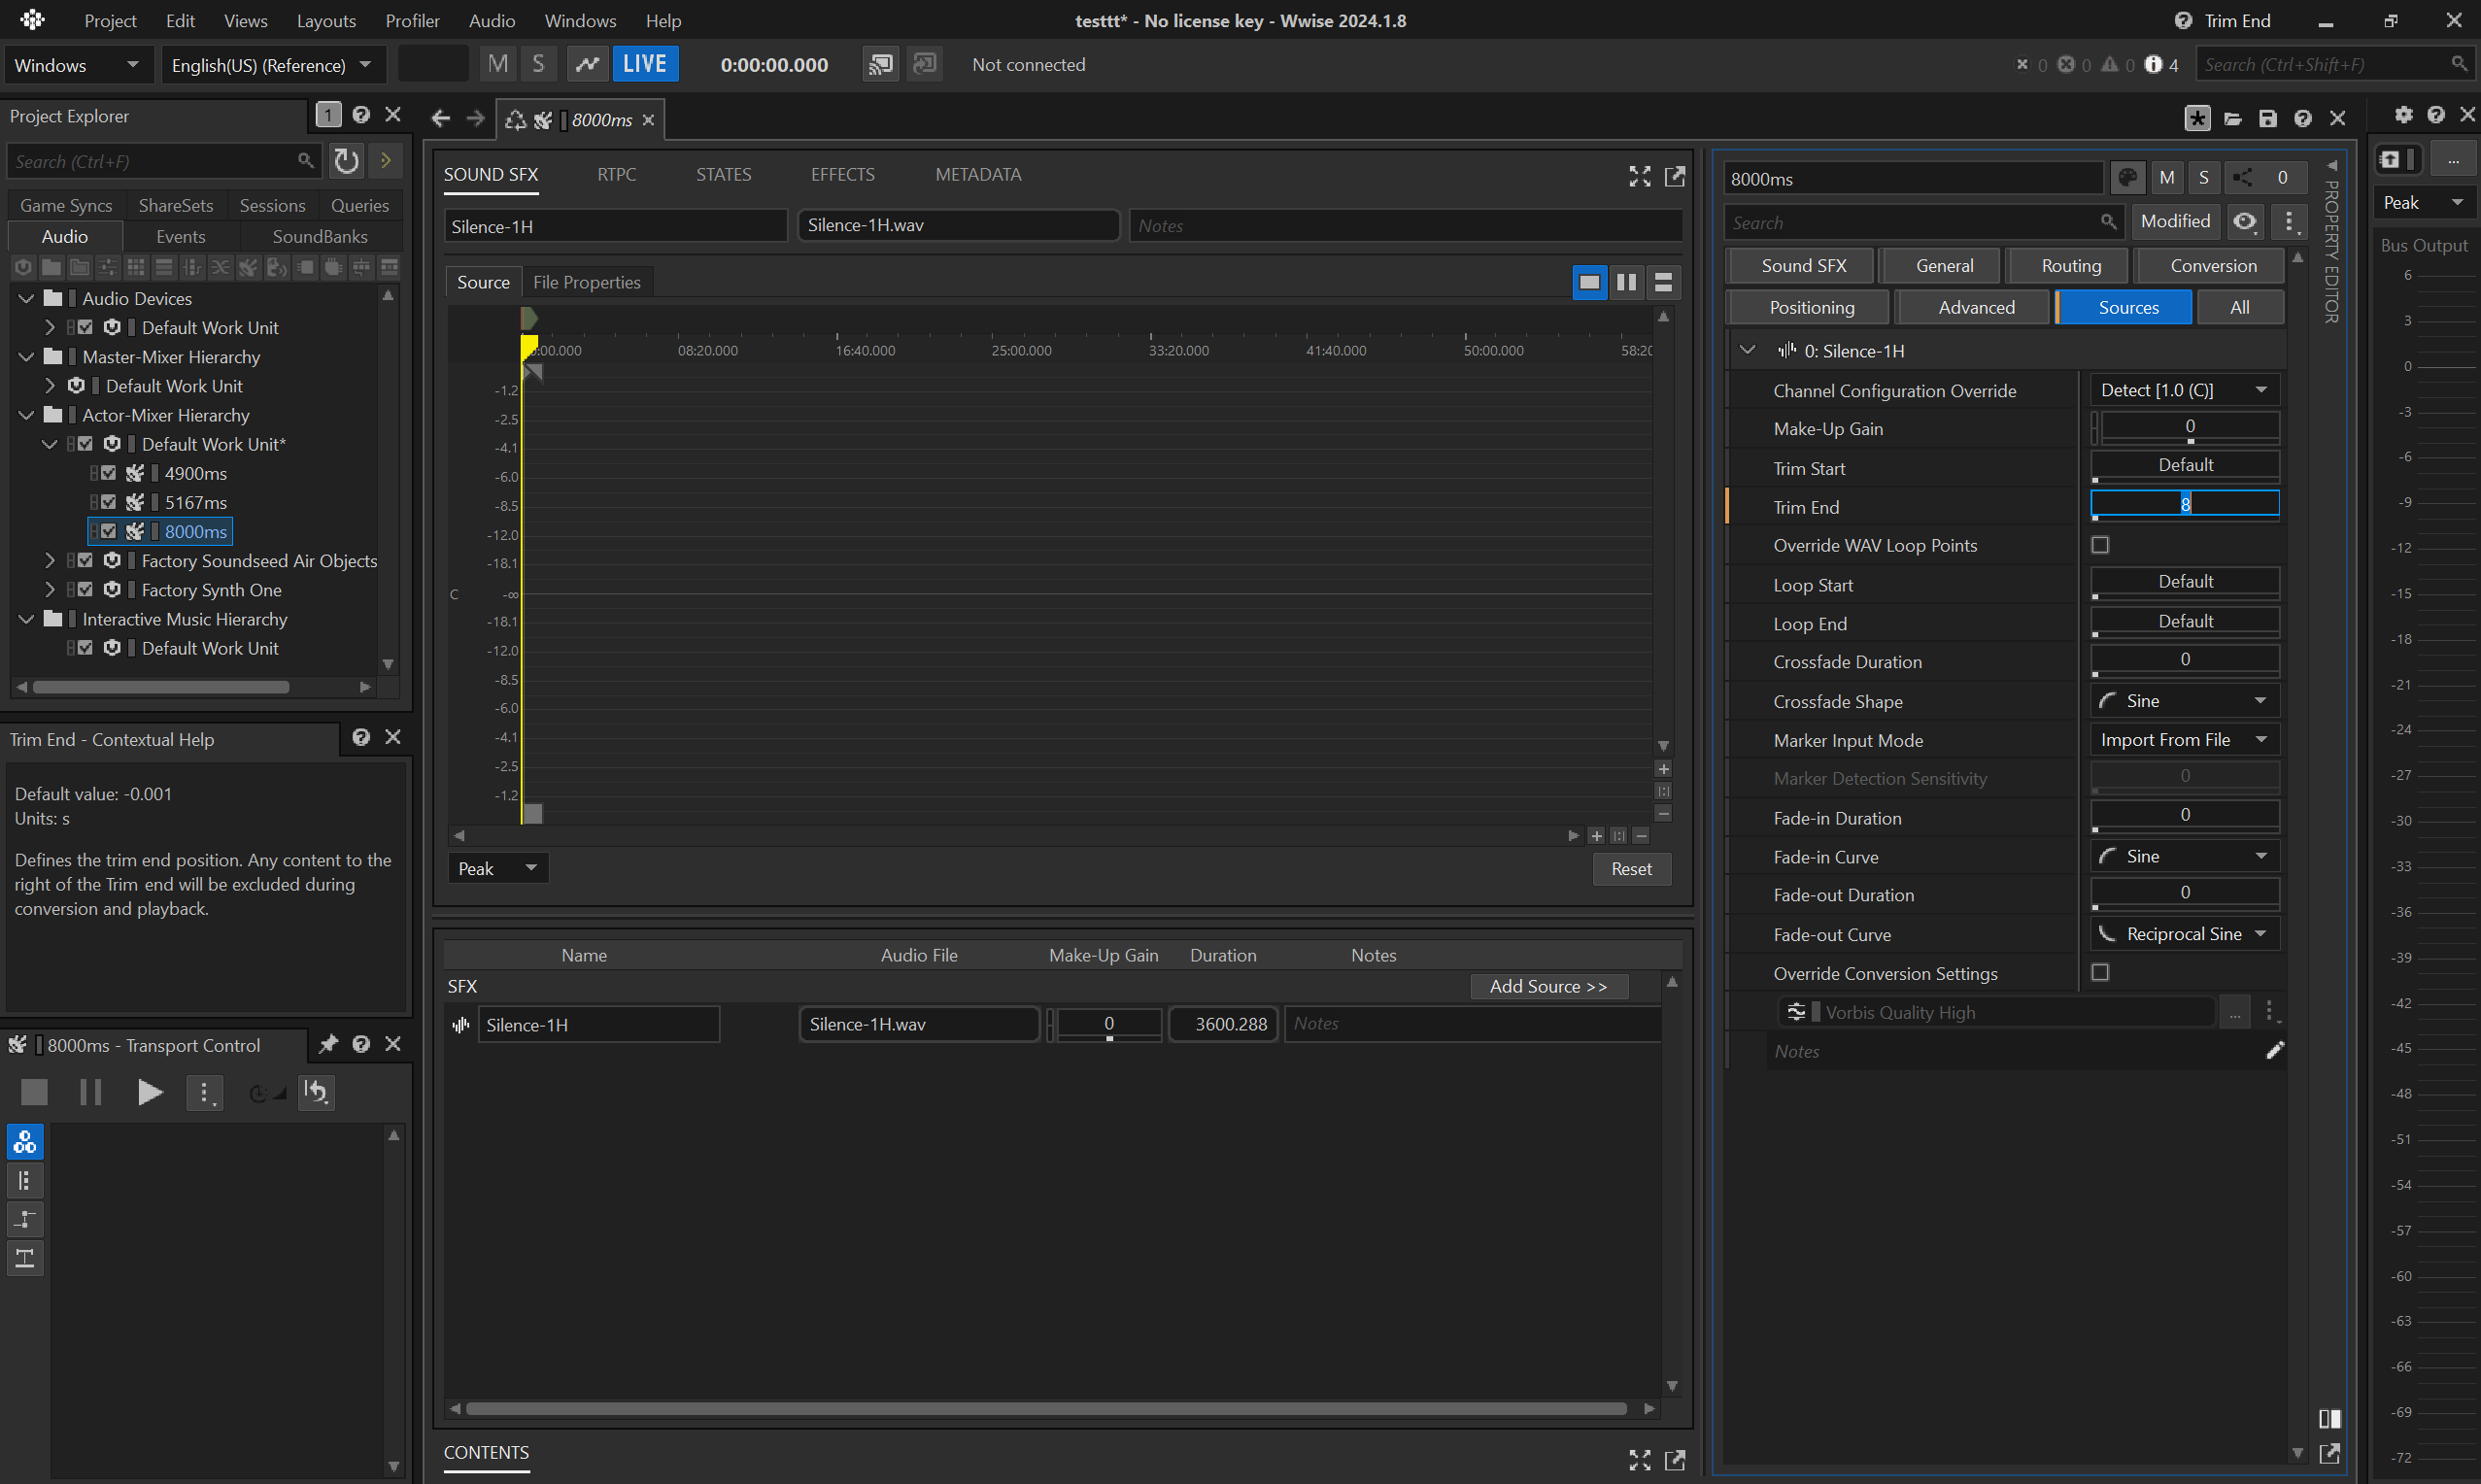 Project Edit Views Layouts Profiler Audio Windows Help
testtt* - No license key - Wwise 2024.1.8
Trim End
Windows
English(US) (Reference)
M S LIVE
0:00:00.000
Not connected
0 0 0 4
Search (Ctrl+Shift+F)
Project Explorer
1
Search (Ctrl+F)
Game Syncs ShareSets Sessions Queries
Audio Events SoundBanks
Audio Devices
Default Work Unit
Master-Mixer Hierarchy
Default Work Unit
Actor-Mixer Hierarchy
Default Work Unit*
4900ms
5167ms
8000ms
Factory Soundseed Air Objects
Factory Synth One
Interactive Music Hierarchy
Default Work Unit
Trim End - Contextual Help
Default value: -0.001
Units: s
Defines the trim end position. Any content to the
right of the Trim end will be excluded during
conversion and playback.
8000ms - Transport Control
8000ms
SOUND SFX RTPC STATES EFFECTS METADATA
Silence-1H
Silence-1H.wav
Notes
Source File Properties
0:00.000 08:20.000 16:40.000 25:00.000 33:20.000 41:40.000 50:00.000 58:20
-1.2
-2.5
-4.1
-6.0
-8.5
-12.0
-18.1
C -∞
-18.1
-12.0
-8.5
-6.0
-4.1
-2.5
-1.2
Peak
Reset
Name Audio File Make-Up Gain Duration Notes
SFX
Add Source >>
Silence-1H Silence-1H.wav 0 3600.288 Notes
CONTENTS
8000ms
M S 0
Search
Modified
Sound SFX General Routing Conversion
Positioning Advanced Sources All
0: Silence-1H
Channel Configuration Override Detect [1.0 (C)]
Make-Up Gain 0
Trim Start Default
Trim End 8
Override WAV Loop Points
Loop Start Default
Loop End Default
Crossfade Duration 0
Crossfade Shape Sine
Marker Input Mode Import From File
Marker Detection Sensitivity 0
Fade-in Duration 0
Fade-in Curve Sine
Fade-out Duration 0
Fade-out Curve Reciprocal Sine
Override Conversion Settings
Vorbis Quality High ...
Notes
PROPERTY EDITOR
...
Peak
Bus Output
6
3
0
-3
-6
-9
-12
-15
-18
-21
-24
-27
-30
-33
-36
-39
-42
-45
-48
-51
-54
-57
-60
-63
-66
-69
-72